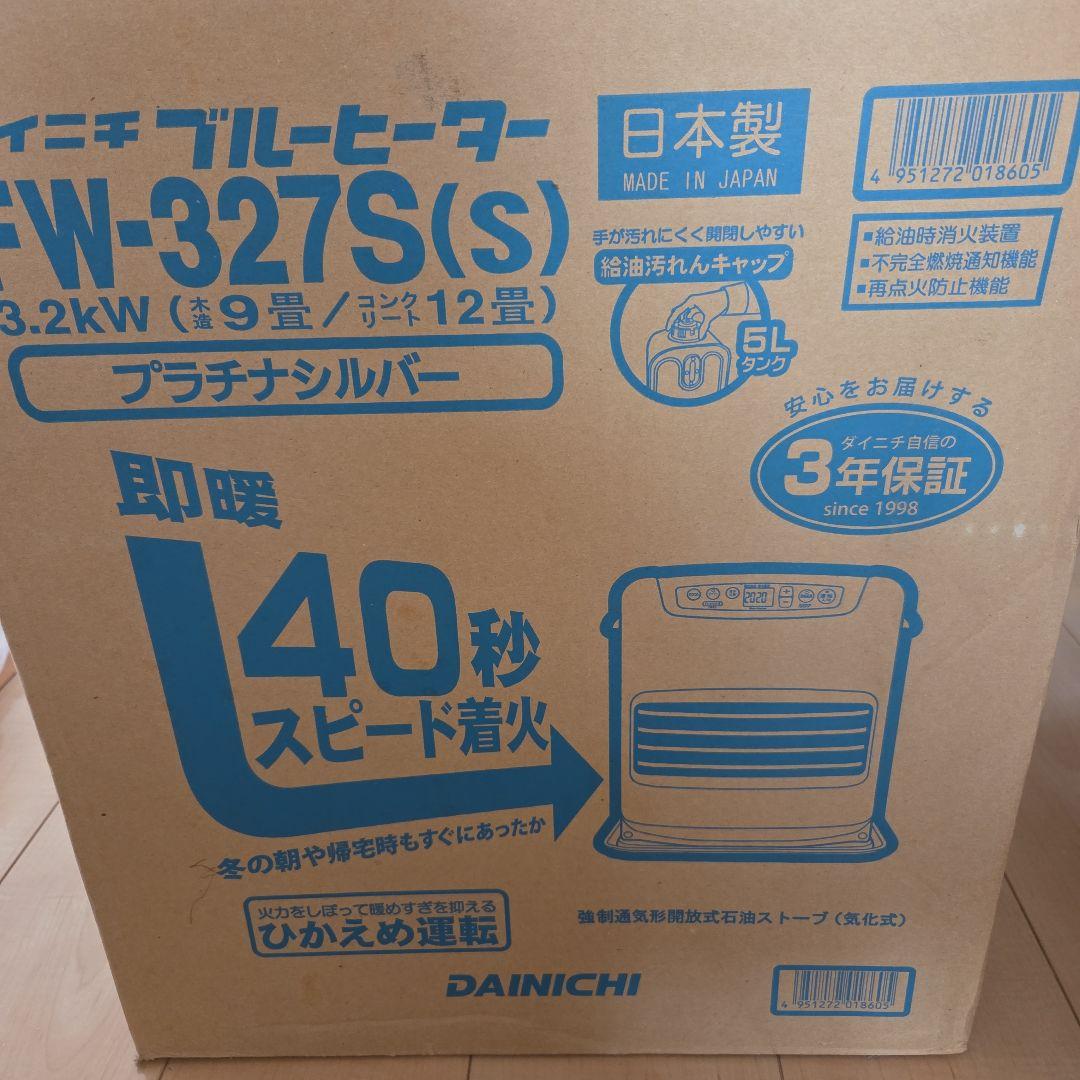 イニチ ブルーヒーター
FW-327S(S)
3.2kW (木造9畳/コンクリート12畳)
プラチナシルバー
日本製
MADE IN JAPAN
4 951272 018605
手が汚れにくく開閉しやすい
給油汚れんキャップ
5L
タンク
■給油時消火装置
■不完全燃焼通知機能
■再点火防止機能
安心をお届けする
ダイニチ自信の
3年保証
since 1998
即暖
40秒
スピード着火
冬の朝や帰宅時もすぐにあったか
2020
火力をしぼって暖めすぎを抑える
ひかえめ運転
強制通気形開放式石油ストーブ(気化式)
DAINICHI
4 951272 018605